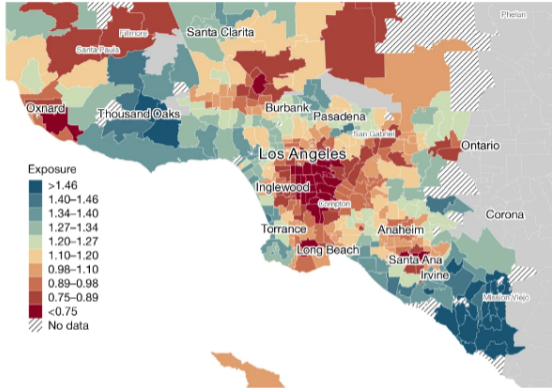 Phelan
Fillmore
Santa Clarita
Santa Paula
Oxnard
Thousand Oaks
Burbank
Pasadena
San Gabriel
Ontario
Los Angeles
Inglewood
Compton
Corona
Torrance
Anaheim
Long Beach
Santa Ana
Irvine
Mission Viejo
Exposure
>1.46
1.40–1.46
1.34–1.40
1.27–1.34
1.20–1.27
1.10–1.20
0.98–1.10
0.89–0.98
0.75–0.89
<0.75
No data